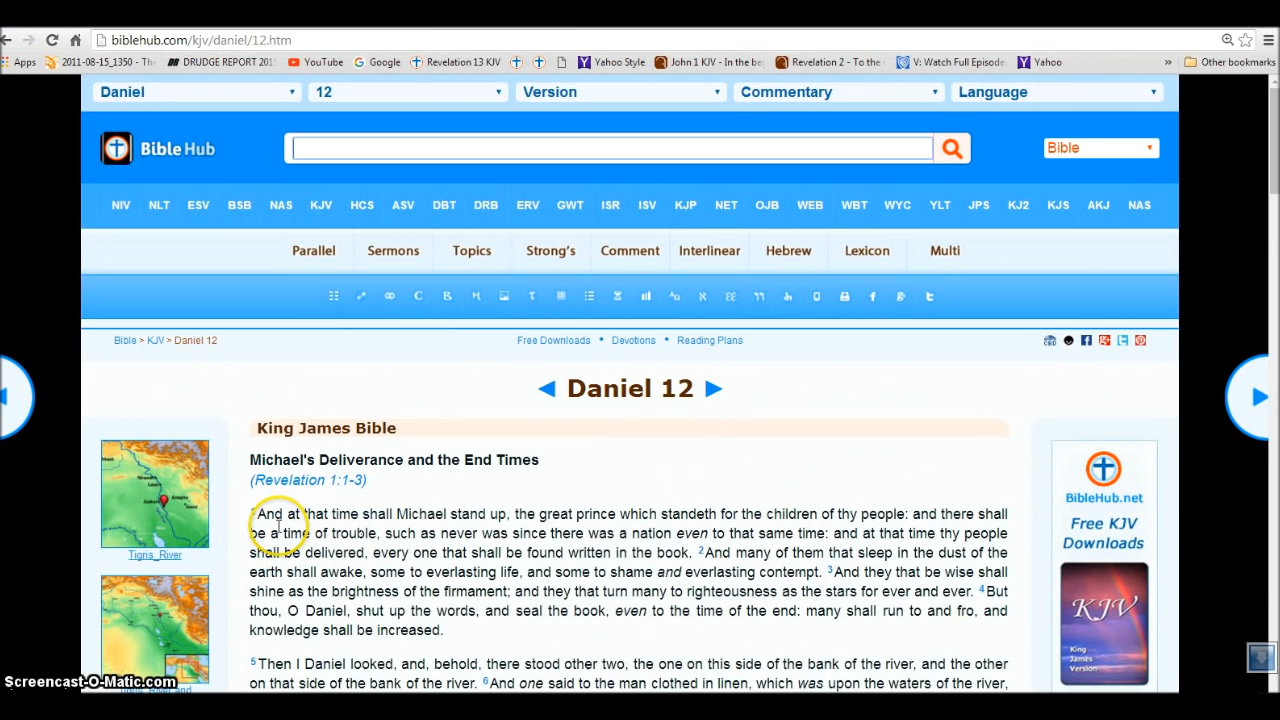 biblehub.com/kjv/daniel/12.htm
Apps 2011-08-15_1350 - The DRUDGE REPORT 201 YouTube Google Revelation 13 KJV Yahoo Style John 1 KJV - In the be Revelation 2 - To the V: Watch Full Episode Yahoo » Other bookmarks
Daniel 12 Version Commentary Language
Bible Hub Bible
NIV NLT ESV BSB NAS KJV HCS ASV DBT DRB ERV GWT ISR ISV KJP NET OJB WEB WBT WYC YLT JPS KJ2 KJS AKJ NAS
Parallel Sermons Topics Strong's Comment Interlinear Hebrew Lexicon Multi
Bible > KJV > Daniel 12 Free Downloads • Devotions • Reading Plans
Daniel 12
King James Bible
Michael's Deliverance and the End Times
(Revelation 1:1-3)
And at that time shall Michael stand up, the great prince which standeth for the children of thy people: and there shall
be a time of trouble, such as never was since there was a nation even to that same time: and at that time thy people
shall be delivered, every one that shall be found written in the book. 2And many of them that sleep in the dust of the
earth shall awake, some to everlasting life, and some to shame and everlasting contempt. 3And they that be wise shall
shine as the brightness of the firmament; and they that turn many to righteousness as the stars for ever and ever. 4But
thou, O Daniel, shut up the words, and seal the book, even to the time of the end: many shall run to and fro, and
knowledge shall be increased.
5Then I Daniel looked, and, behold, there stood other two, the one on this side of the bank of the river, and the other
on that side of the bank of the river. 6And one said to the man clothed in linen, which was upon the waters of the river,
Tigris_River
BibleHub.net
Free KJV
Downloads
KJV
King
James
Version
Screencast-O-Matic.com